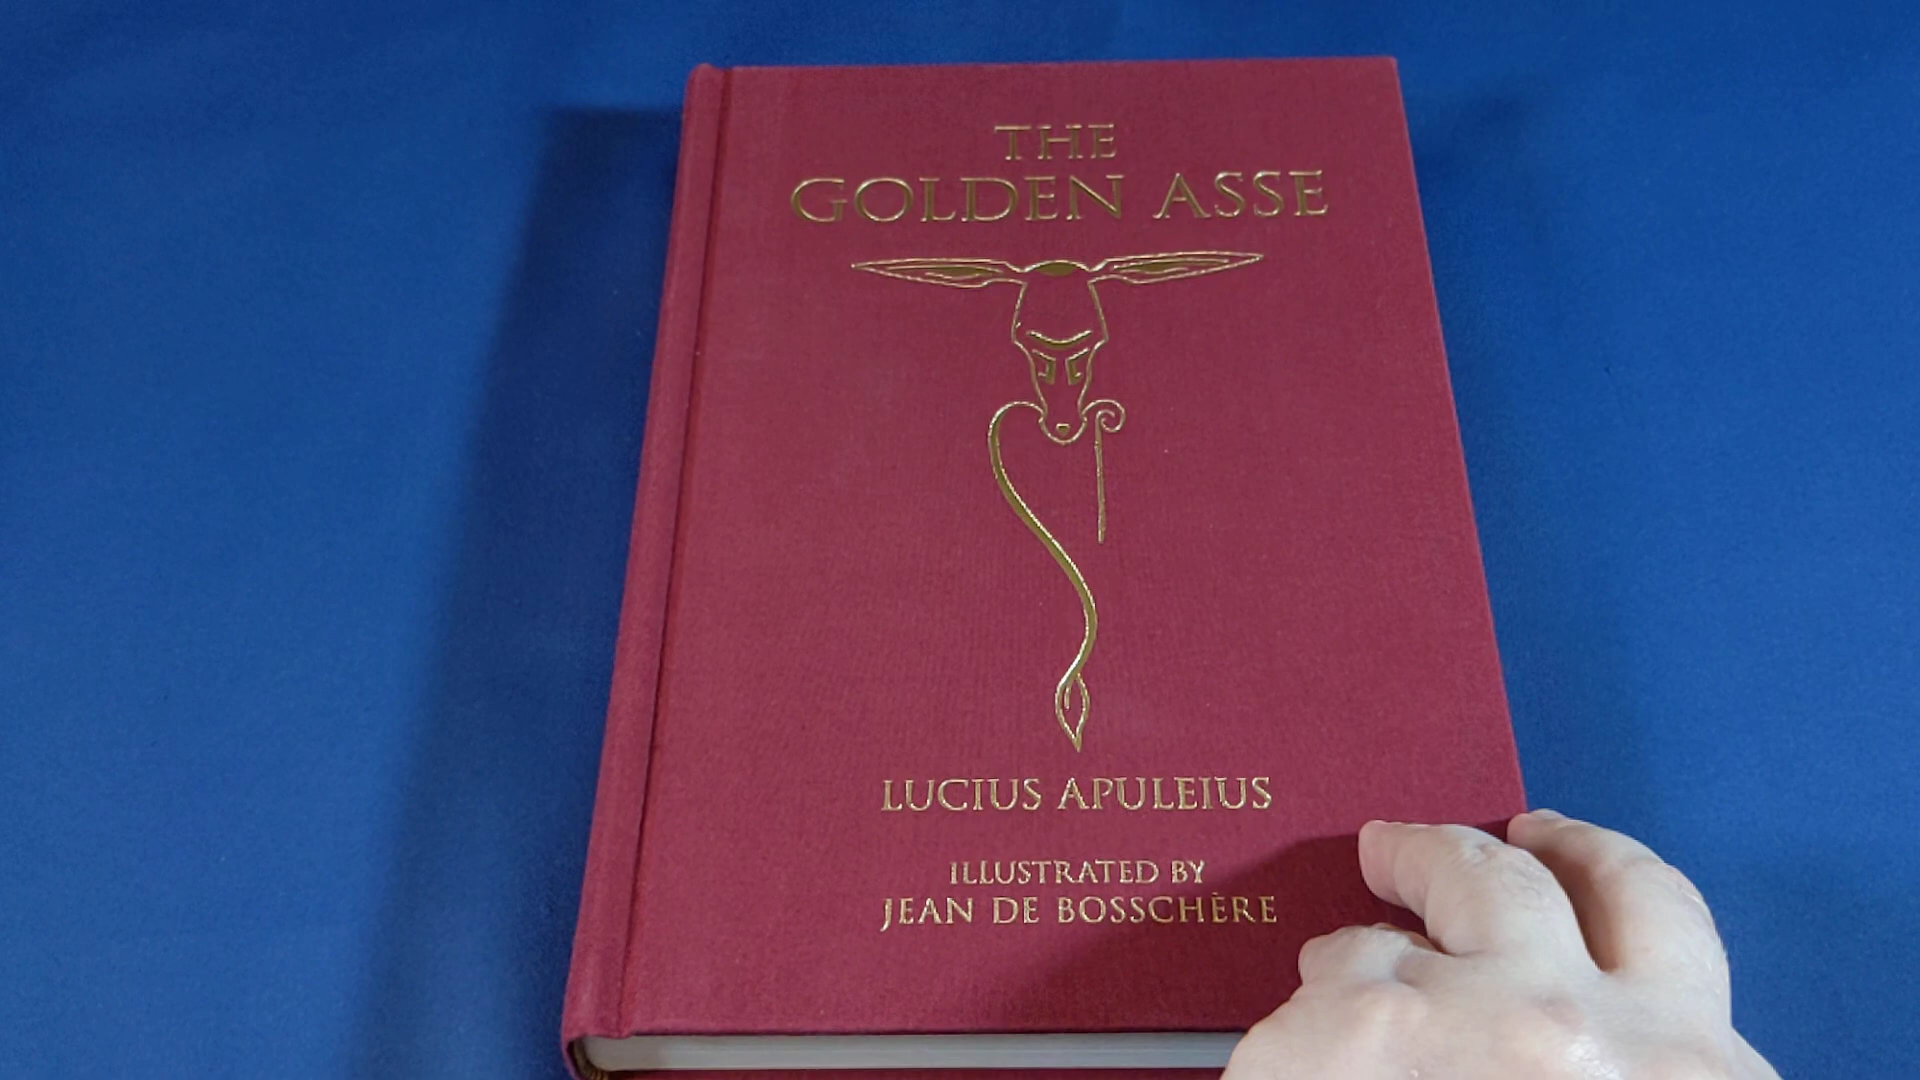 THE
GOLDEN ASSE
LUCIUS APULEIUS
ILLUSTRATED BY
JEAN DE BOSSCHÈRE